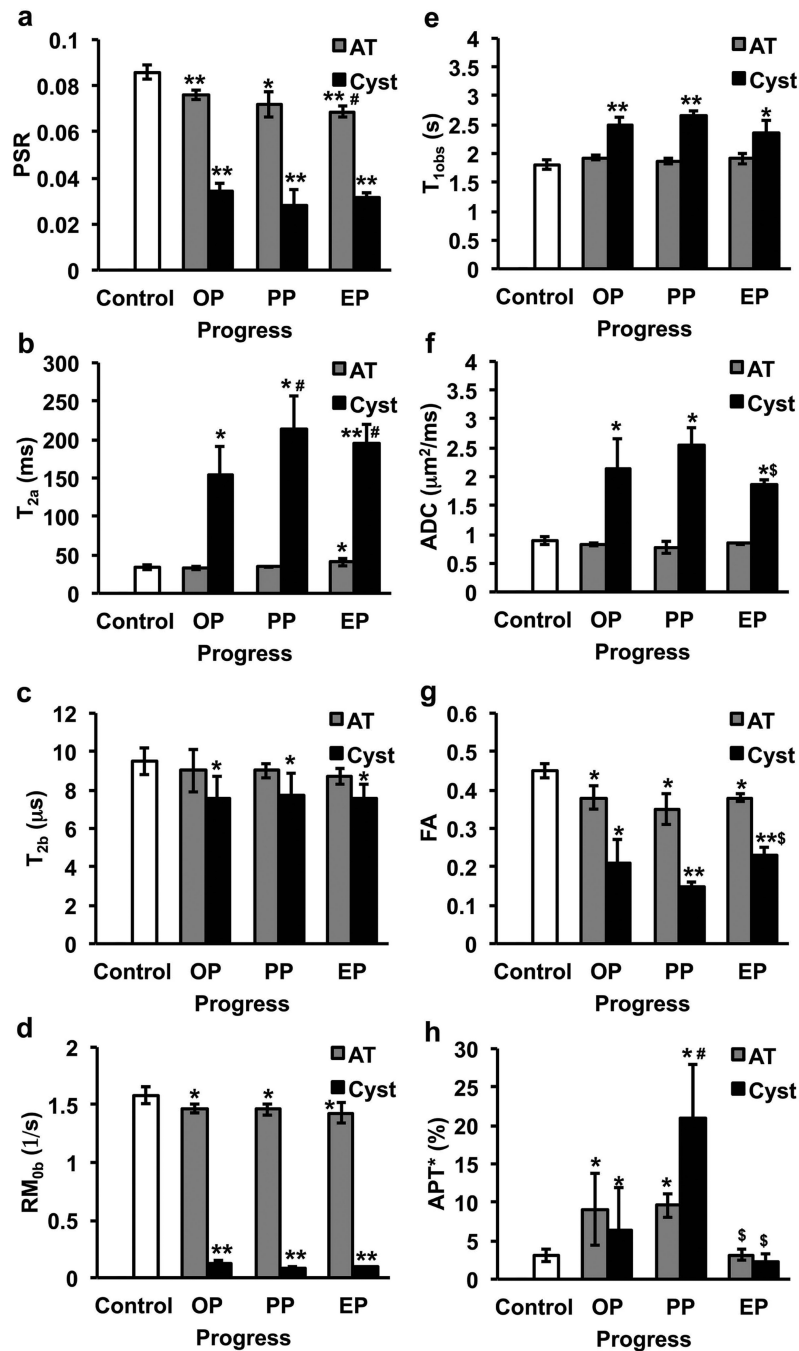 a
0.1
0.08
0.06
0.04
0.02
0
PSR
AT
Cyst
**
**
*
**
** #
**
Control OP PP EP
Progress
b
300
250
200
150
100
50
0
T2a (ms)
AT
Cyst
*
* #
** #
*
Control OP PP EP
Progress
c
12
10
8
6
4
2
0
T2b (μs)
AT
Cyst
*
*
*
Control OP PP EP
Progress
d
2
1.5
1
0.5
0
RM0b (1/s)
AT
Cyst
*
**
*
**
*
**
Control OP PP EP
Progress
e
4
3.5
3
2.5
2
1.5
1
0.5
0
T1obs (s)
AT
Cyst
**
**
*
Control OP PP EP
Progress
f
4
3.5
3
2.5
2
1.5
1
0.5
0
ADC (μm²/ms)
AT
Cyst
*
*
*$
Control OP PP EP
Progress
g
0.6
0.5
0.4
0.3
0.2
0.1
0
FA
AT
Cyst
*
*
*
**
*
**$
Control OP PP EP
Progress
h
30
25
20
15
10
5
0
APT* (%)
AT
Cyst
*
*
*
* #
$
$
Control OP PP EP
Progress